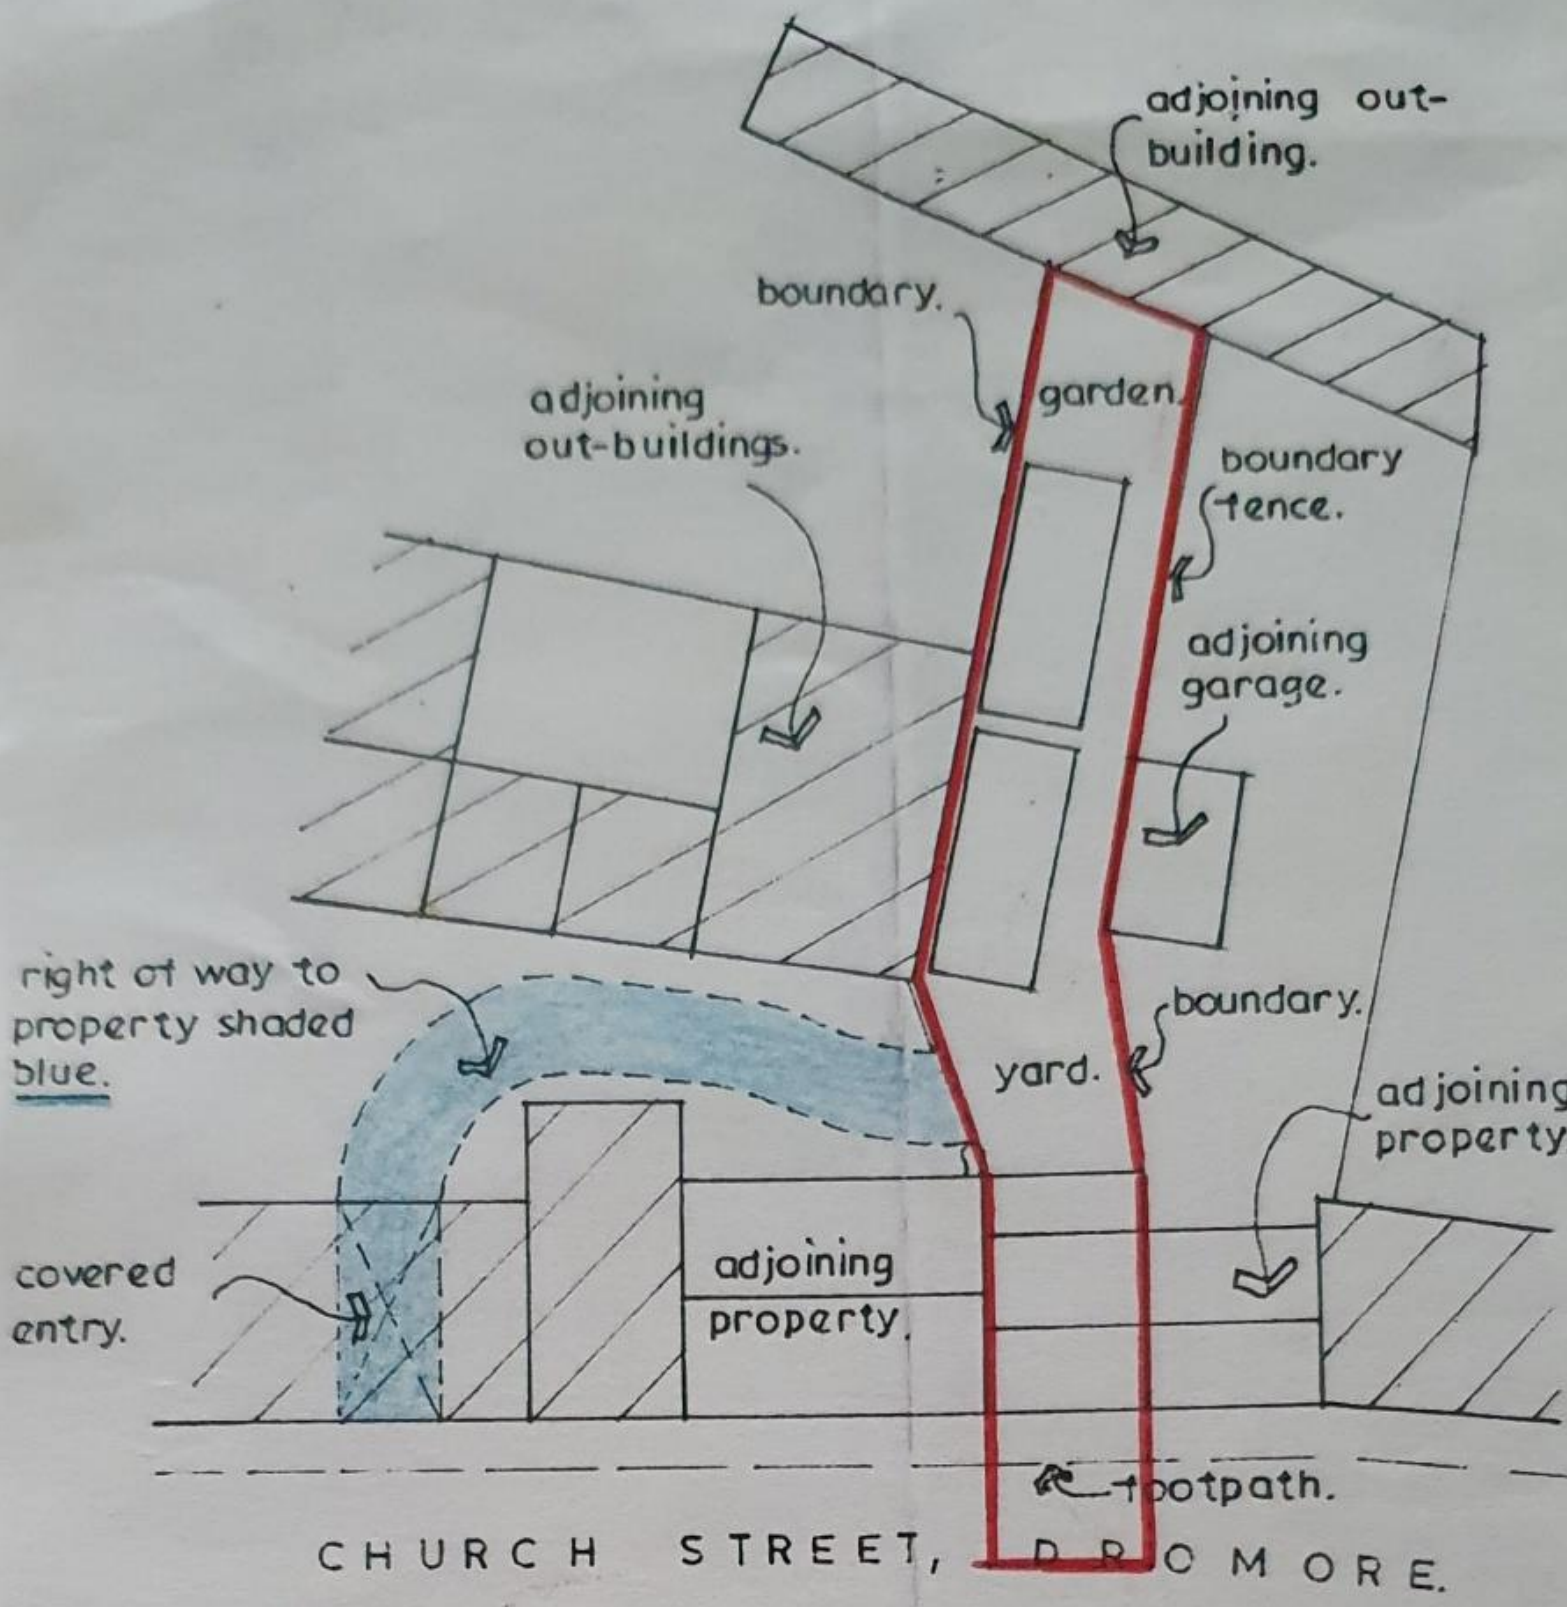 adjoining out-
building.
boundary.
garden.
adjoining
out-buildings.
boundary
fence.
adjoining
garage.
right of way to
property shaded
blue.
boundary.
yard.
adjoining
property
covered
entry.
adjoining
property.
footpath.
CHURCH STREET, DROMORE.